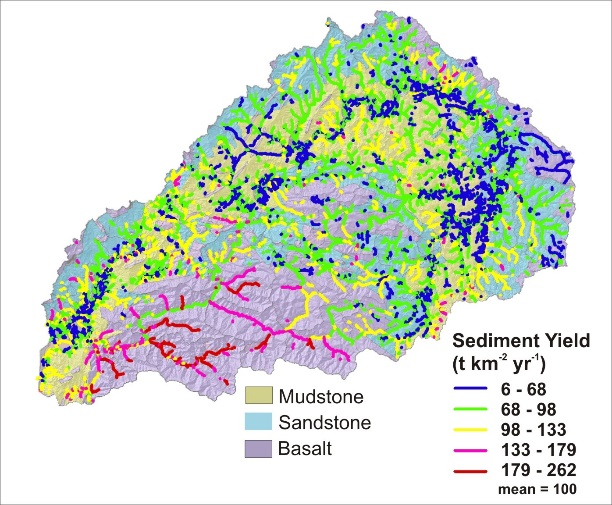 Sediment Yield
(t km⁻² yr⁻¹)
6 - 68
68 - 98
98 - 133
133 - 179
179 - 262
mean = 100
Mudstone
Sandstone
Basalt